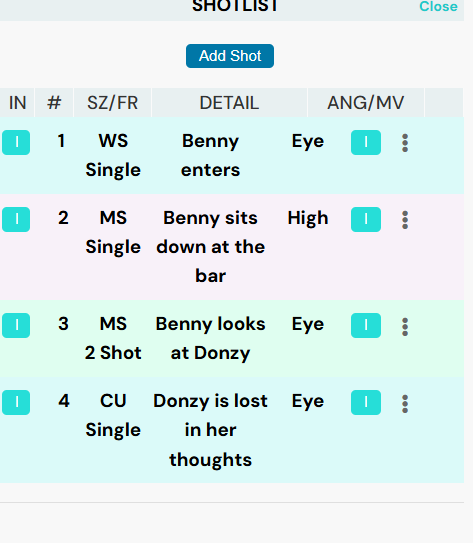 SHOTLIST Close
Add Shot
IN # SZ/FR DETAIL ANG/MV
I 1 WS Benny Eye I
Single enters
I 2 MS Benny sits High I
Single down at the
bar
I 3 MS Benny looks Eye I
2 Shot at Donzy
I 4 CU Donzy is lost Eye I
Single in her
thoughts